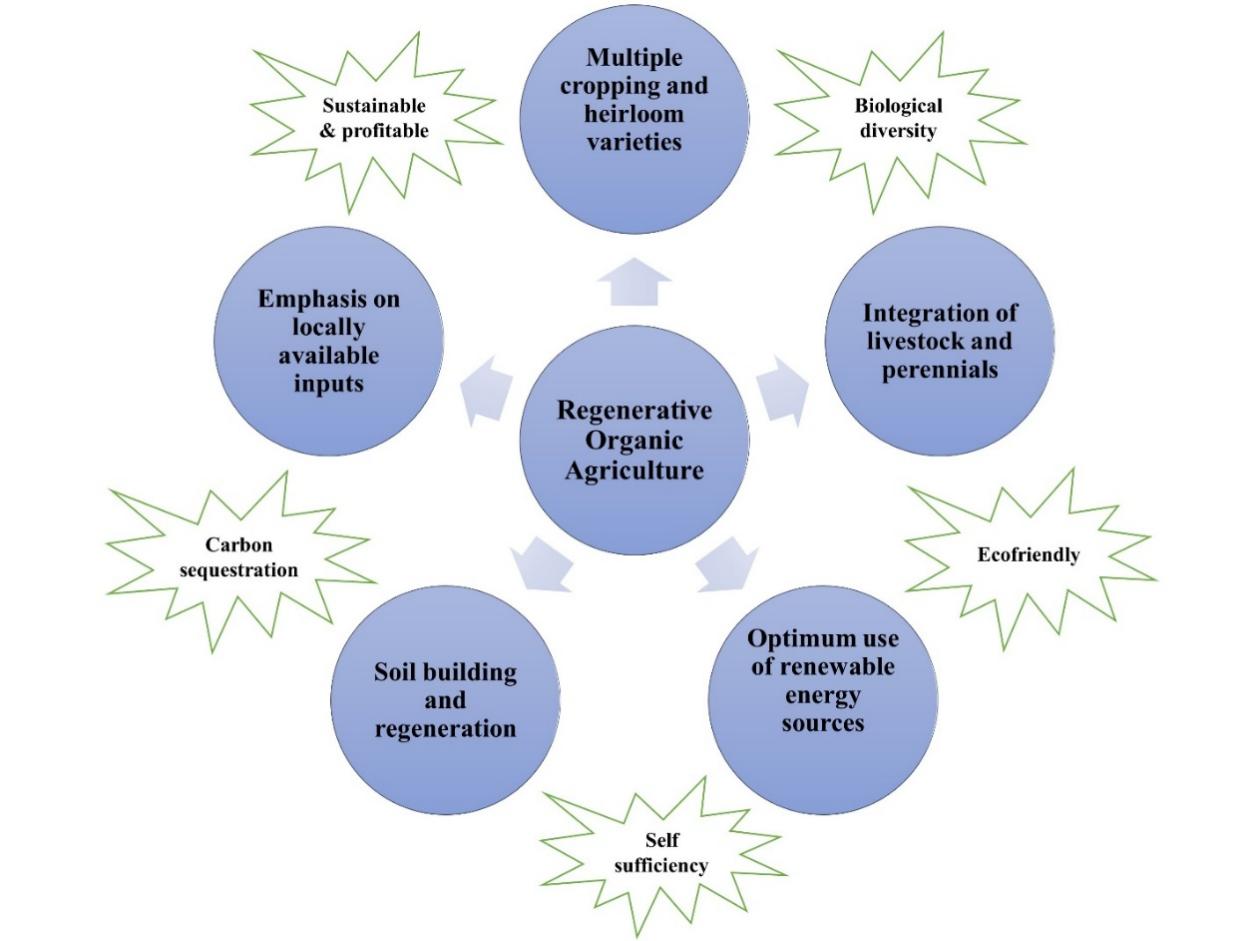 Multiple
cropping and
heirloom
varieties
Sustainable
& profitable
Biological
diversity
Emphasis on
locally
available
inputs
Integration of
livestock and
perennials
Regenerative
Organic
Agriculture
Carbon
sequestration
Ecofriendly
Soil building
and
regeneration
Optimum use
of renewable
energy
sources
Self
sufficiency